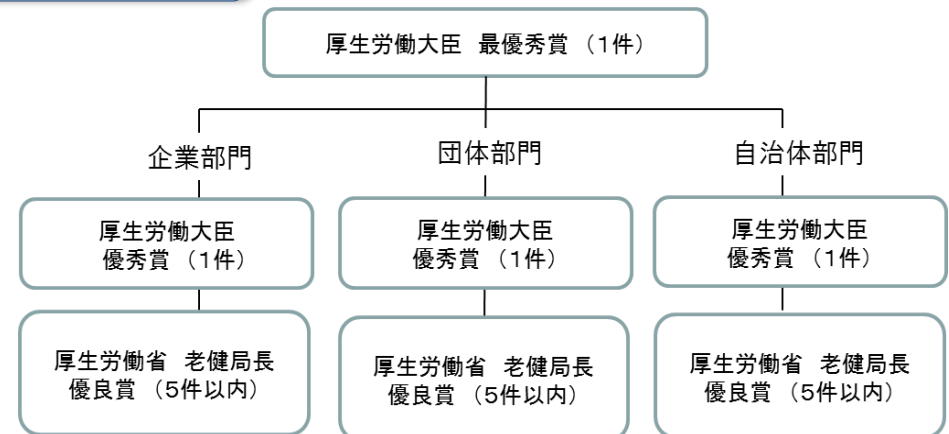 厚生労働大臣　最優秀賞 （1件）
企業部門
団体部門
自治体部門
厚生労働大臣
優秀賞 （1件）
厚生労働大臣
優秀賞 （1件）
厚生労働大臣
優秀賞 （1件）
厚生労働省　老健局長
優良賞 （5件以内）
厚生労働省　老健局長
優良賞 （5件以内）
厚生労働省　老健局長
優良賞 （5件以内）